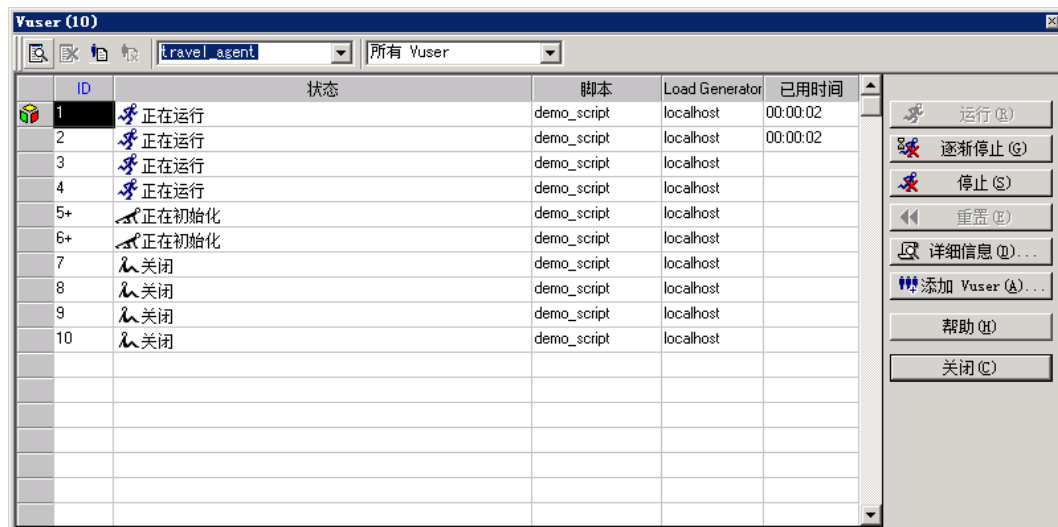 Vuser (10)
travel_agent 所有 Vuser
ID 状态 脚本 Load Generator 已用时间
1 正在运行 demo_script localhost 00:00:02
2 正在运行 demo_script localhost 00:00:02
3 正在运行 demo_script localhost
4 正在运行 demo_script localhost
5+ 正在初始化 demo_script localhost
6+ 正在初始化 demo_script localhost
7 关闭 demo_script localhost
8 关闭 demo_script localhost
9 关闭 demo_script localhost
10 关闭 demo_script localhost
运行(R)
逐渐停止(G)
停止(S)
重置(E)
详细信息(D)...
添加 Vuser(A)...
帮助(H)
关闭(C)